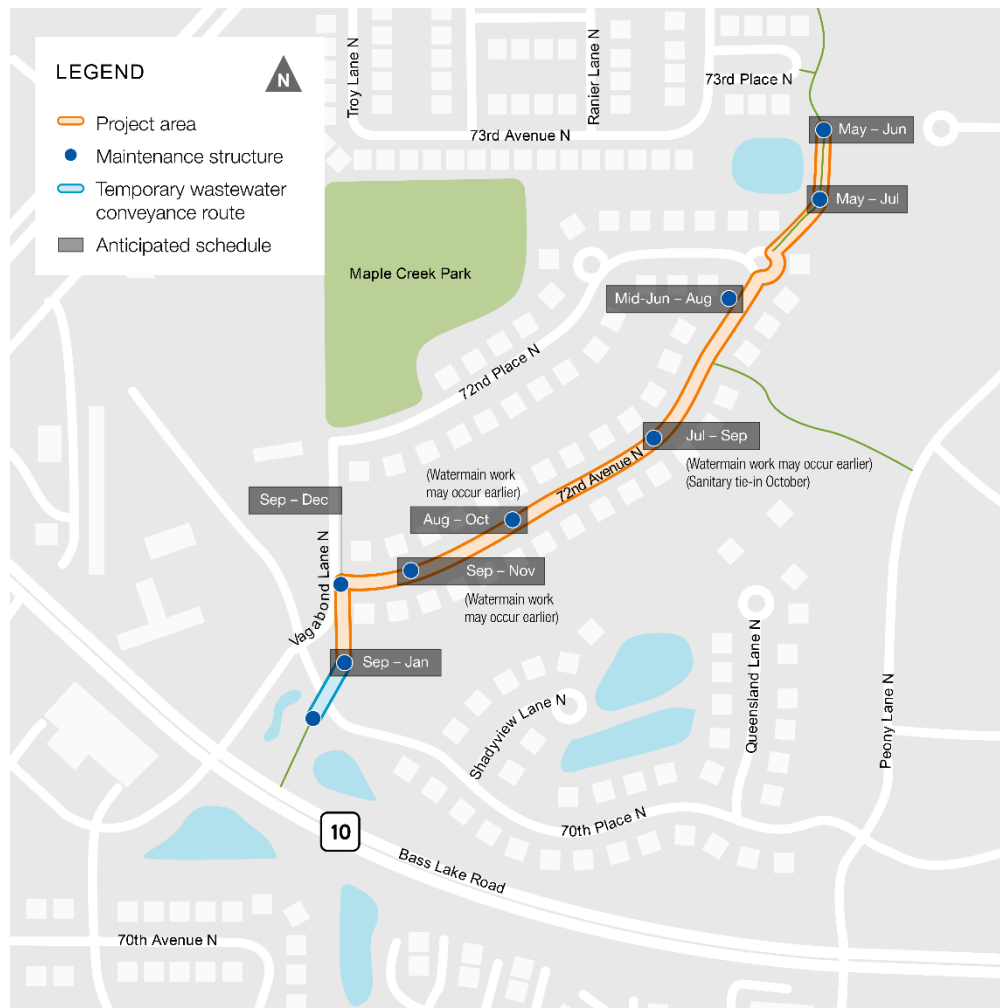 LEGEND
N
Project area
Maintenance structure
Temporary wastewater
conveyance route
Anticipated schedule
Troy Lane N
Ranier Lane N
73rd Place N
73rd Avenue N
May – Jun
May – Jul
Maple Creek Park
Mid-Jun – Aug
72nd Place N
Jul – Sep
(Watermain work may occur earlier)
(Sanitary tie-in October)
72nd Avenue N
(Watermain work
may occur earlier)
Sep – Dec
Aug – Oct
Sep – Nov
(Watermain work
may occur earlier)
Vagabond Lane N
Sep – Jan
Shadyview Lane N
Queensland Lane N
Peony Lane N
70th Place N
10
Bass Lake Road
70th Avenue N